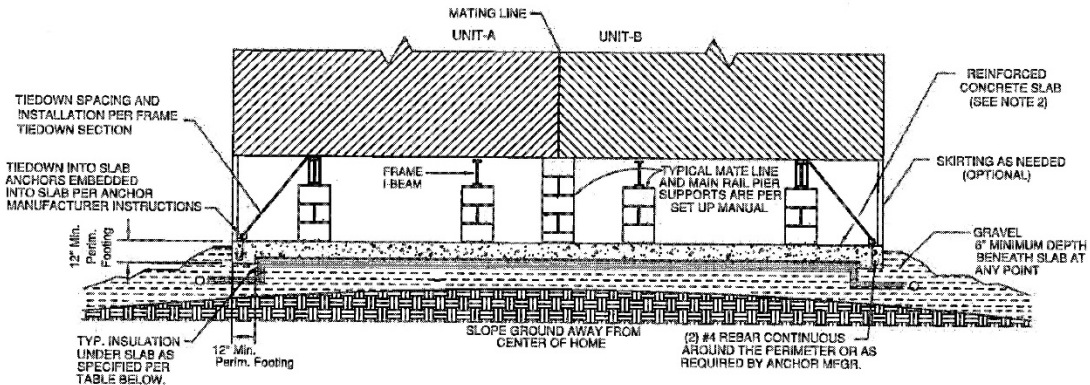 MATING LINE
UNIT-A
UNIT-B
REINFORCED
CONCRETE SLAB
(SEE NOTE 2)
TIEDOWN SPACING AND
INSTALLATION PER FRAME
TIEDOWN SECTION
TIEDOWN INTO SLAB
ANCHORS EMBEDDED
INTO SLAB PER ANCHOR
MANUFACTURER INSTRUCTIONS
FRAME
I-BEAM
TYPICAL MATE LINE
AND MAIN RAIL PIER
SUPPORTS ARE PER
SET UP MANUAL
SKIRTING AS NEEDED
(OPTIONAL)
12" Min.
Perim.
Footing
GRAVEL
6" MINIMUM DEPTH
BENEATH SLAB AT
ANY POINT
SLOPE GROUND AWAY FROM
CENTER OF HOME
TYP. INSULATION
UNDER SLAB AS
SPECIFIED PER
TABLE BELOW.
12" Min.
Perim. Footing
(2) #4 REBAR CONTINUOUS
AROUND THE PERIMETER OR AS
REQUIRED BY ANCHOR MFGR.